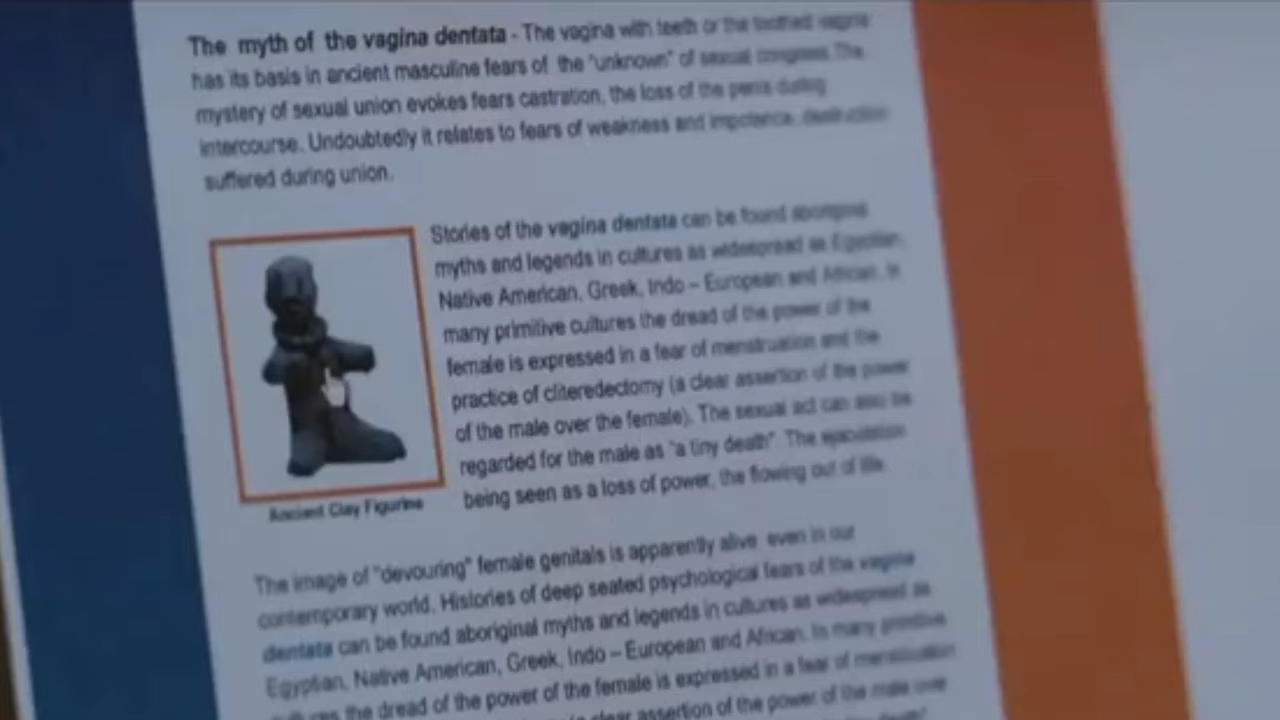 The myth of the vagina dentata - The vagina with teeth or the toothed vagina
has its basis in ancient masculine fears of the "unknown" of sexual congress. The
mystery of sexual union evokes fears castration, the loss of the penis during
intercourse. Undoubtedly it relates to fears of weakness and impotence, destruction
suffered during union.
Stories of the vagina dentata can be found aboriginal
myths and legends in cultures as widespread as Egyptian,
Native American, Greek, Indo – European and African. In
many primitive cultures the dread of the power of the
female is expressed in a fear of menstruation and the
practice of cliteredectomy (a clear assertion of the power
of the male over the female). The sexual act can also be
regarded for the male as "a tiny death". The ejaculation
being seen as a loss of power, the flowing out of life.
Ancient Clay Figurine
The image of "devouring" female genitals is apparently alive even in our
contemporary world. Histories of deep seated psychological fears of the vagina
dentata can be found aboriginal myths and legends in cultures as widespread as
Egyptian, Native American, Greek, Indo – European and African. In many primitive
cultures the dread of the power of the female is expressed in a fear of menstruation
clear assertion of the power of the male over